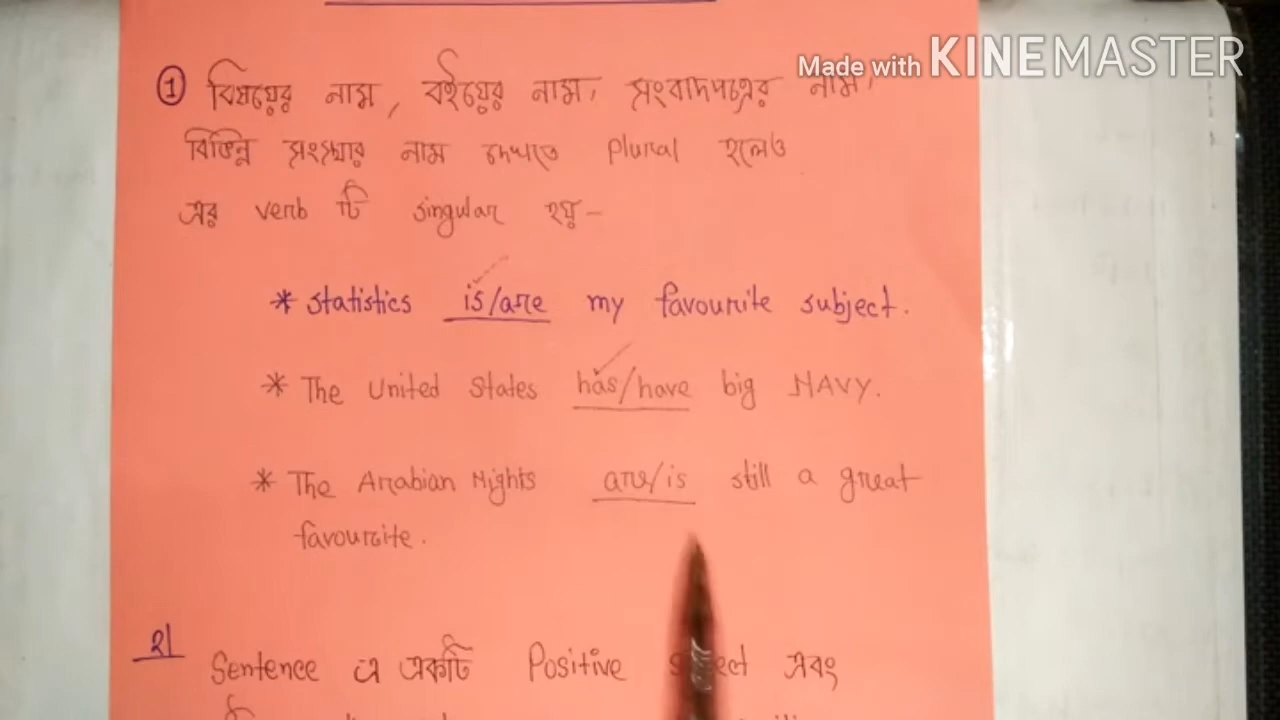 Made with KINEMASTER
① বিষয়ের নাম, বইয়ের নাম, সংবাদপত্রের নাম,
বিভিন্ন সংস্থার নাম দেখতে plural হলেও
এর verb টি singular হয় -
* statistics is/are my favourite subject.
* The United States has/have big NAVY.
* The Arabian Nights are/is still a great
favourite.
২। Sentence এ একটি Positive এবং